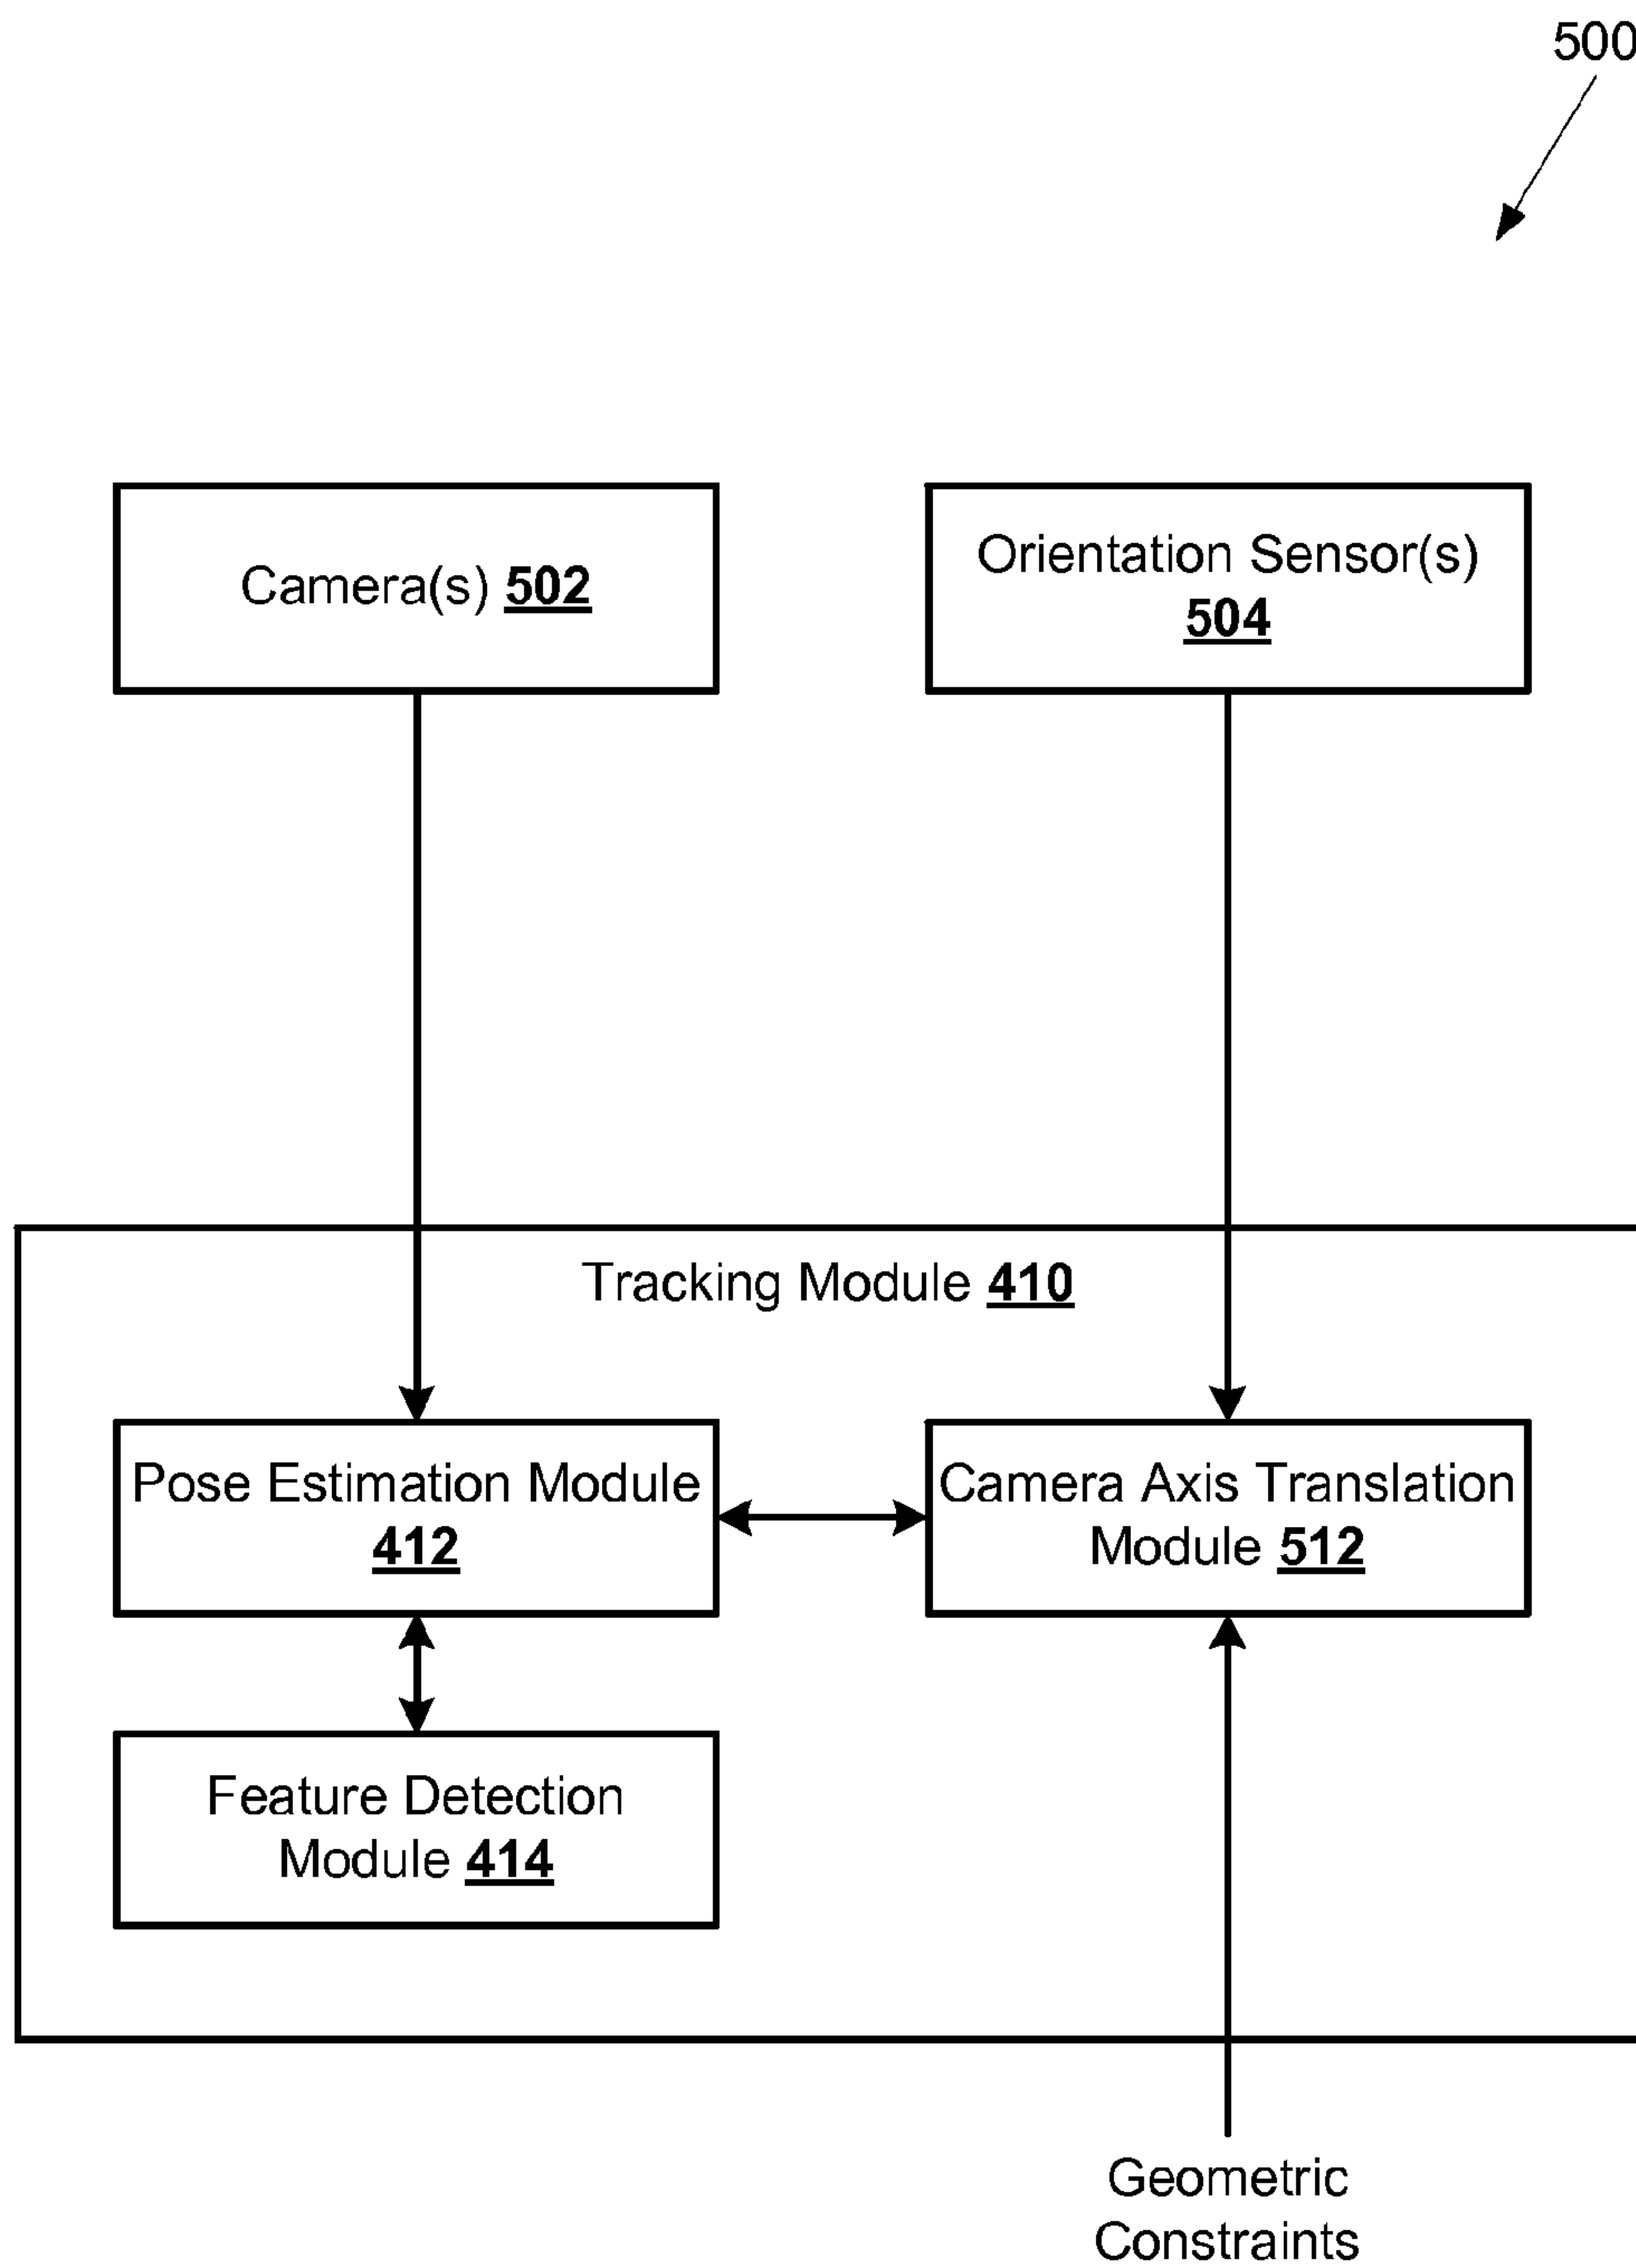 500
Camera(s) 502
Orientation Sensor(s)
504
Tracking Module 410
Pose Estimation Module
412
Camera Axis Translation
Module 512
Feature Detection
Module 414
Geometric
Constraints